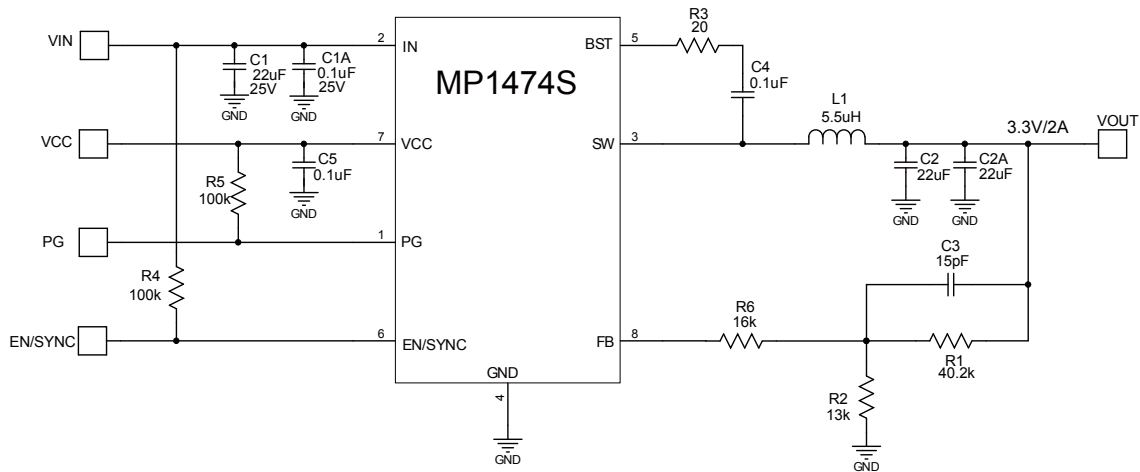 VIN
2
IN
C1
22uF
25V
GND
C1A
0.1uF
25V
GND
MP1474S
BST
5
R3
20
C4
0.1uF
VCC
7
VCC
C5
0.1uF
GND
R5
100k
SW
3
L1
5.5uH
3.3V/2A
VOUT
C2
22uF
GND
C2A
22uF
GND
PG
1
PG
R4
100k
C3
15pF
EN/SYNC
6
EN/SYNC
FB
8
R6
16k
R1
40.2k
GND
4
GND
R2
13k
GND